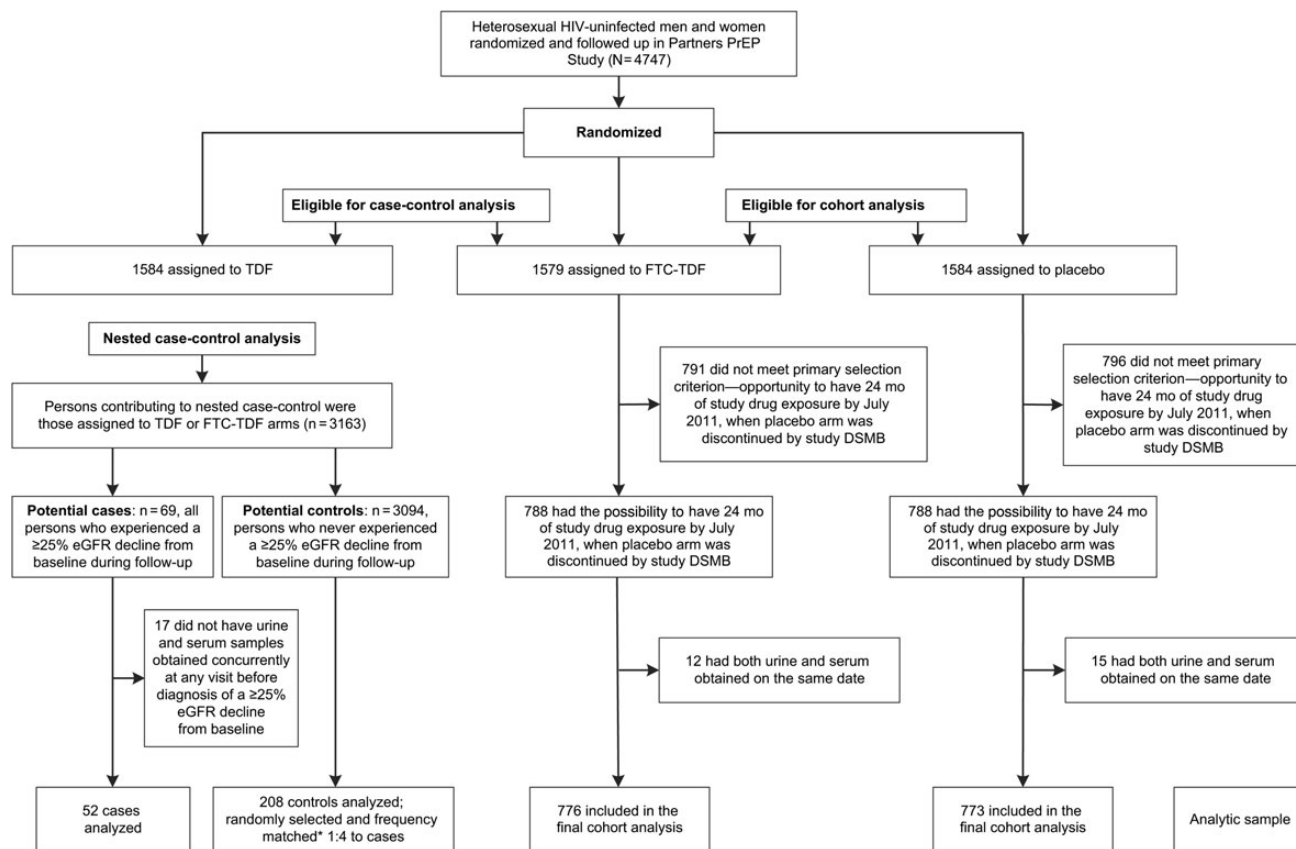 Heterosexual HIV-uninfected men and women
randomized and followed up in Partners PrEP
Study (N=4747)
Randomized
Eligible for case-control analysis
Eligible for cohort analysis
1584 assigned to TDF
1579 assigned to FTC-TDF
1584 assigned to placebo
Nested case-control analysis
Persons contributing to nested case-control were
those assigned to TDF or FTC-TDF arms (n=3163)
791 did not meet primary selection
criterion—opportunity to have 24 mo
of study drug exposure by July
2011, when placebo arm was
discontinued by study DSMB
796 did not meet primary
selection criterion—opportunity to
have 24 mo of study drug
exposure by July 2011, when
placebo arm was discontinued by
study DSMB
Potential cases: n=69, all
persons who experienced a
≥25% eGFR decline from
baseline during follow-up
Potential controls: n=3094,
persons who never experienced
a ≥25% eGFR decline from
baseline during follow-up
788 had the possibility to have 24 mo
of study drug exposure by July
2011, when placebo arm was
discontinued by study DSMB
788 had the possibility to have 24 mo
of study drug exposure by July
2011, when placebo arm was
discontinued by study DSMB
17 did not have urine
and serum samples
obtained concurrently
at any visit before
diagnosis of a ≥25%
eGFR decline
from baseline
12 had both urine and serum
obtained on the same date
15 had both urine and serum
obtained on the same date
52 cases
analyzed
208 controls analyzed;
randomly selected and frequency
matched* 1:4 to cases
776 included in the
final cohort analysis
773 included in the
final cohort analysis
Analytic sample